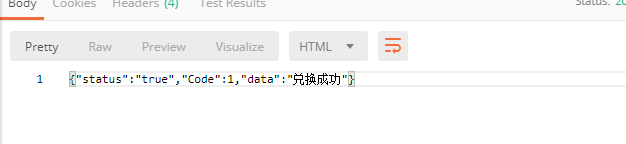 Body Cookies Headers (4) Test Results Status: 20
Pretty Raw Preview Visualize HTML
1 {"status":"true","Code":1,"data":"兑换成功"}